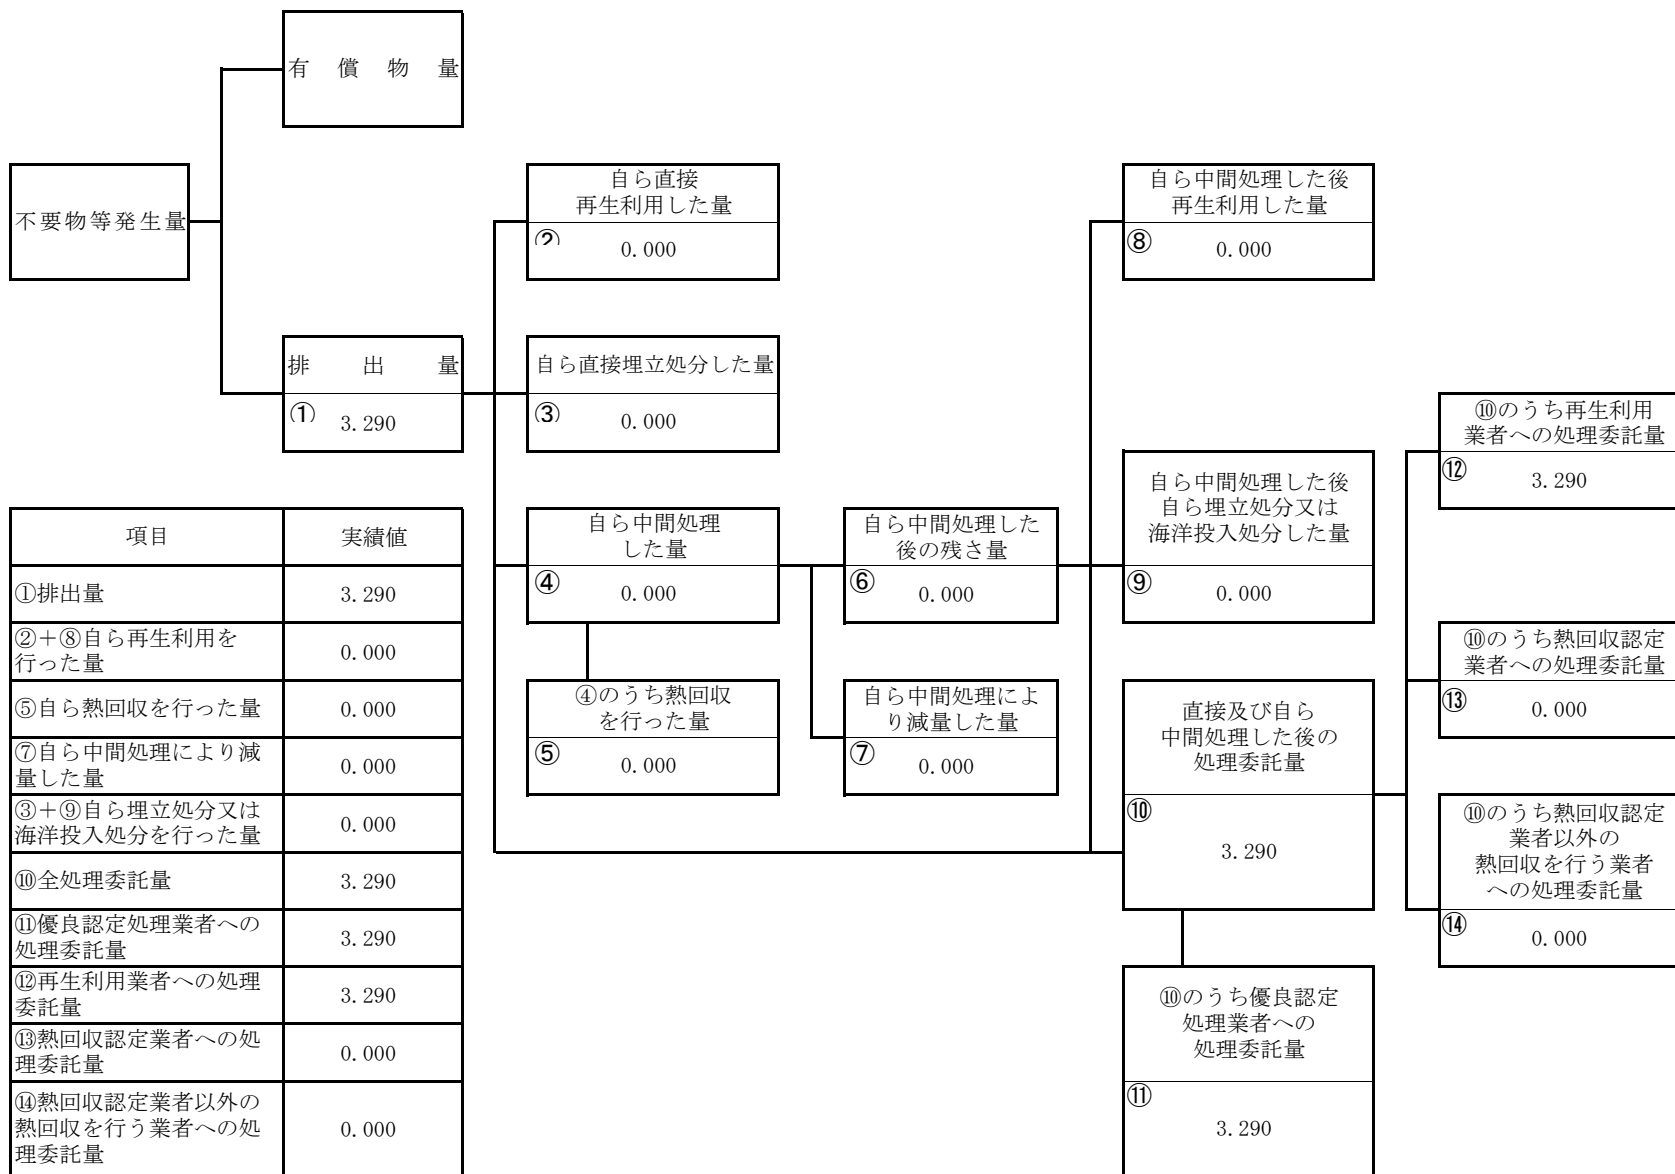 有償物量
不要物等発生量
排出量
① 3.290
自ら直接
再生利用した量
② 0.000
自ら直接埋立処分した量
③ 0.000
自ら中間処理
した量
④ 0.000
④のうち熱回収
を行った量
⑤ 0.000
自ら中間処理した
後の残さ量
⑥ 0.000
自ら中間処理によ
り減量した量
⑦ 0.000
自ら中間処理した後
再生利用した量
⑧ 0.000
自ら中間処理した後
自ら埋立処分又は
海洋投入処分した量
⑨ 0.000
直接及び自ら
中間処理した後の
処理委託量
⑩
3.290
⑩のうち優良認定
処理業者への
処理委託量
⑪
3.290
⑩のうち再生利用
業者への処理委託量
⑫ 3.290
⑩のうち熱回収認定
業者への処理委託量
⑬ 0.000
⑩のうち熱回収認定
業者以外の
熱回収を行う業者
への処理委託量
⑭ 0.000
項目 実績値
①排出量 3.290
②＋⑧自ら再生利用を
行った量 0.000
⑤自ら熱回収を行った量 0.000
⑦自ら中間処理により減
量した量 0.000
③＋⑨自ら埋立処分又は
海洋投入処分を行った量 0.000
⑩全処理委託量 3.290
⑪優良認定処理業者への
処理委託量 3.290
⑫再生利用業者への処理
委託量 3.290
⑬熱回収認定業者への処
理委託量 0.000
⑭熱回収認定業者以外の
熱回収を行う業者への処
理委託量 0.000